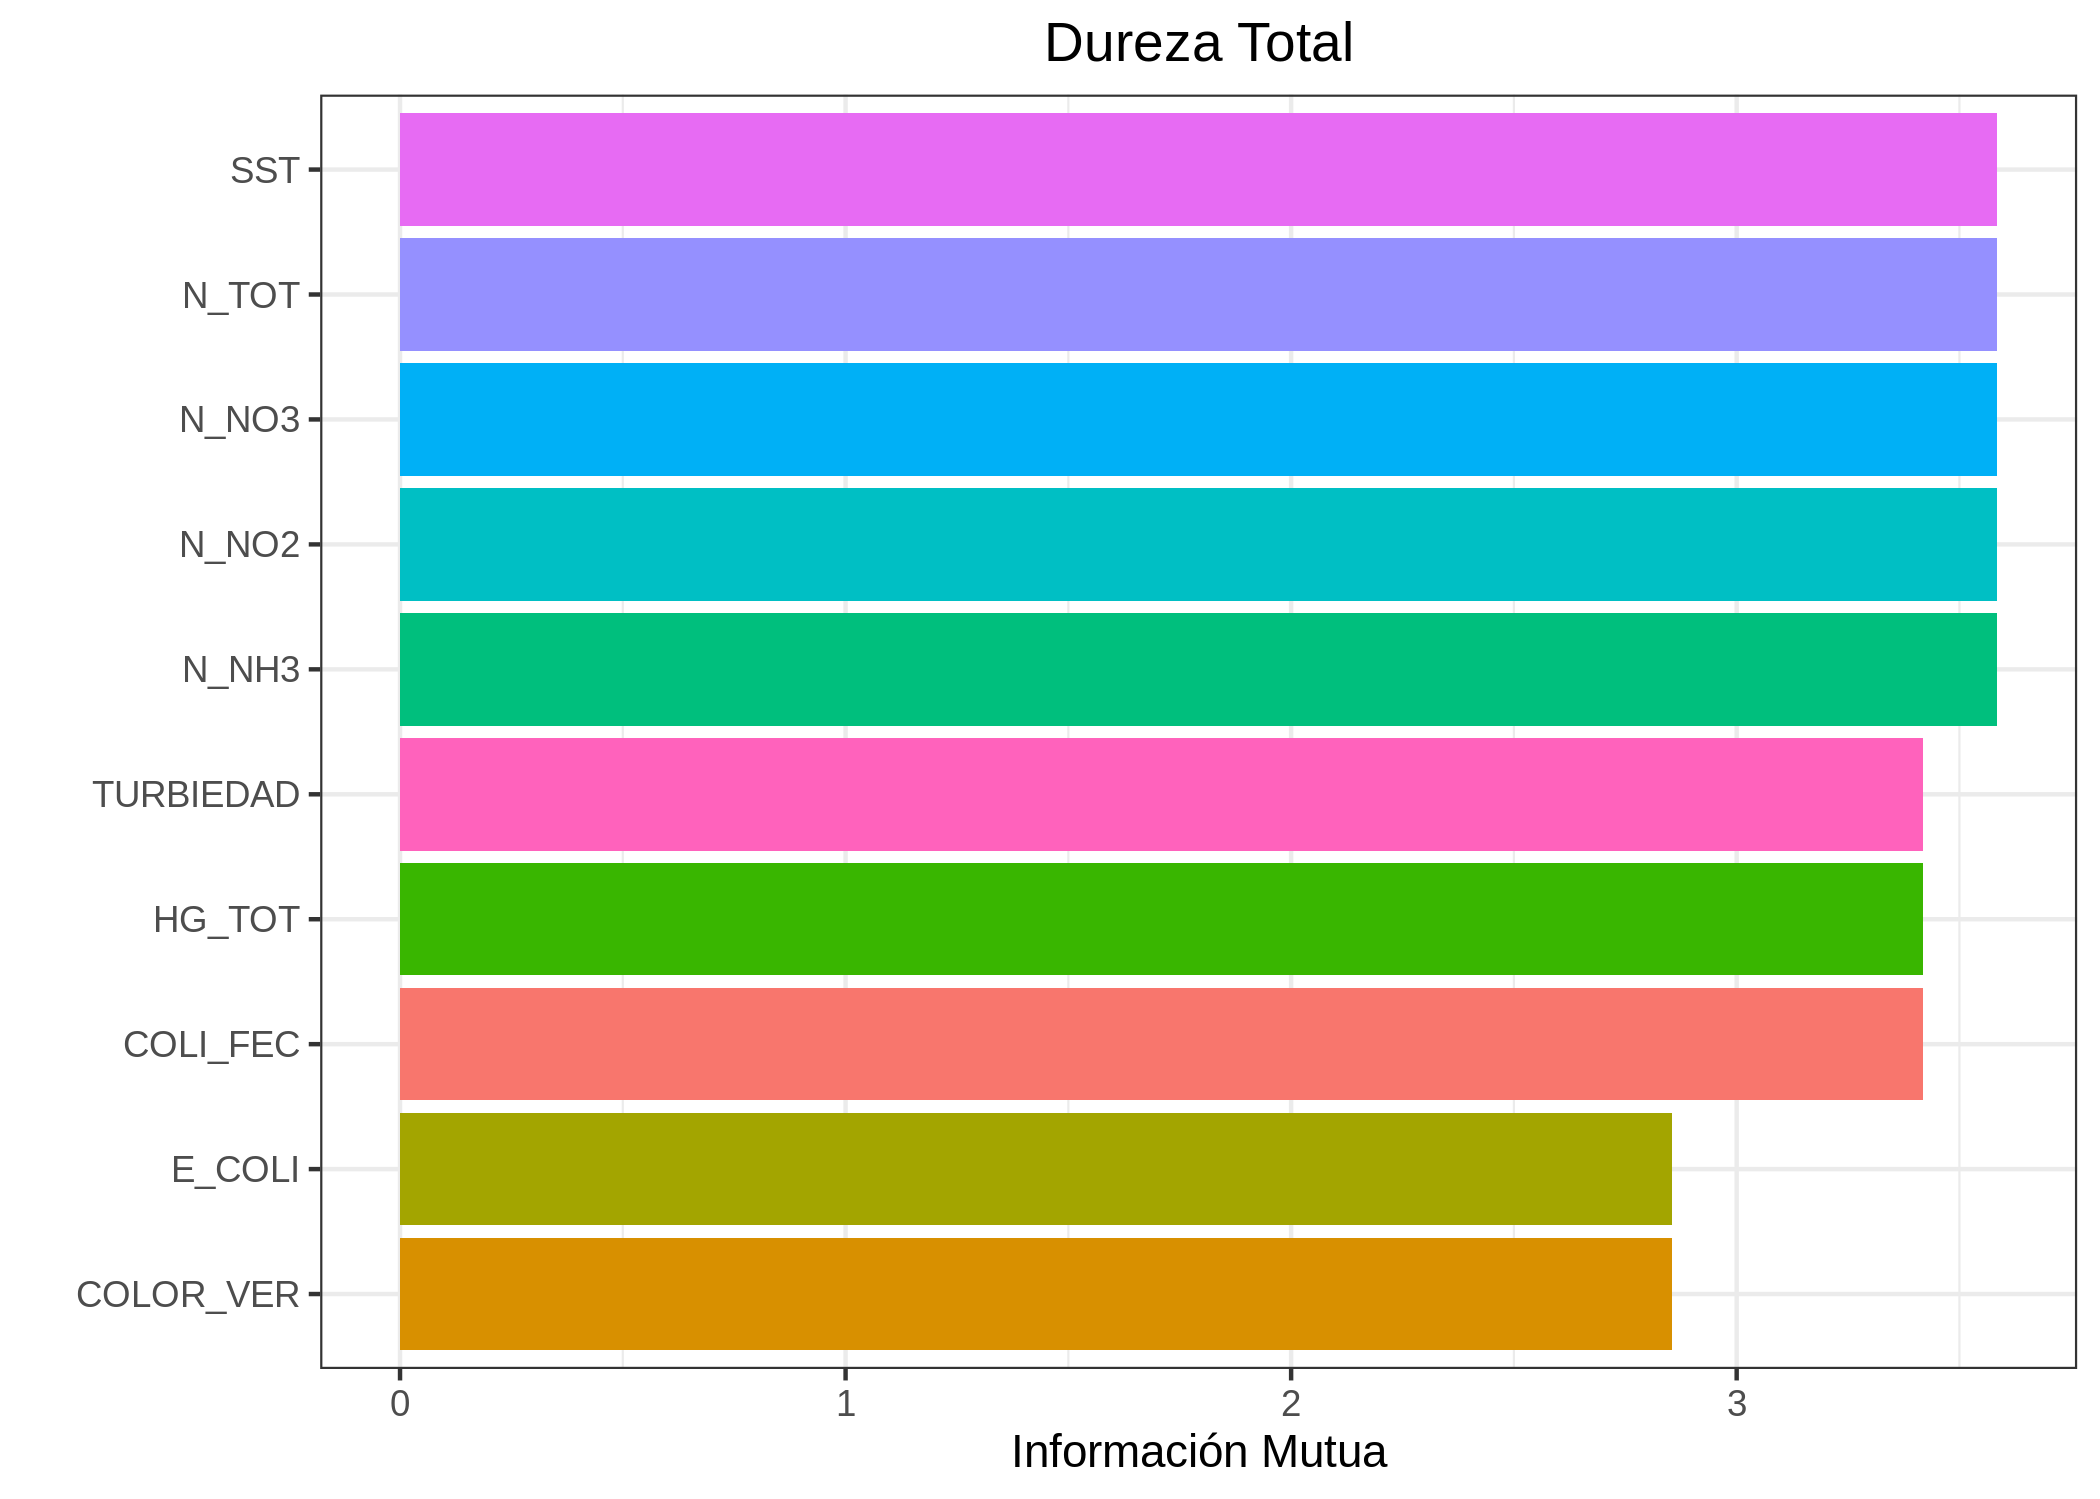 Dureza Total
SST
N_TOT
N_NO3
N_NO2
N_NH3
TURBIEDAD
HG_TOT
COLI_FEC
E_COLI
COLOR_VER
0 1 2 3
Información Mutua